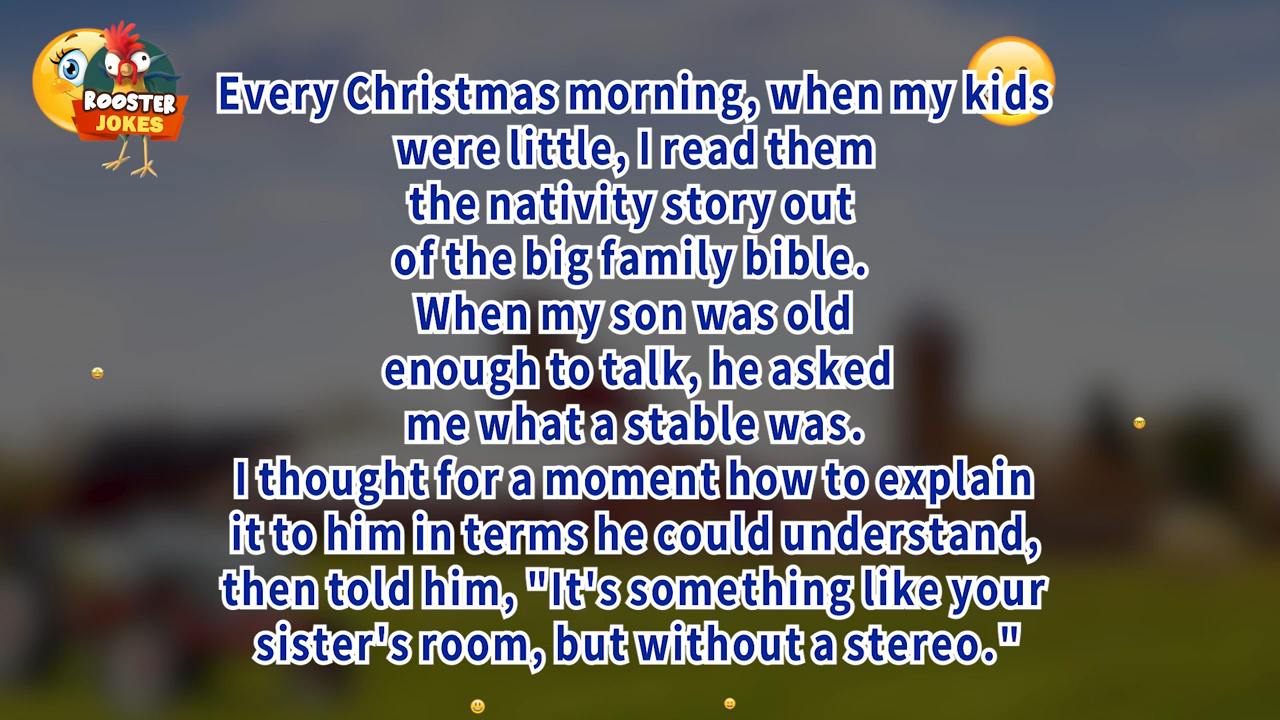 ROOSTER
JOKES
Every Christmas morning, when my kids
were little, I read them
the nativity story out
of the big family bible.
When my son was old
enough to talk, he asked
me what a stable was.
I thought for a moment how to explain
it to him in terms he could understand,
then told him, "It's something like your
sister's room, but without a stereo."